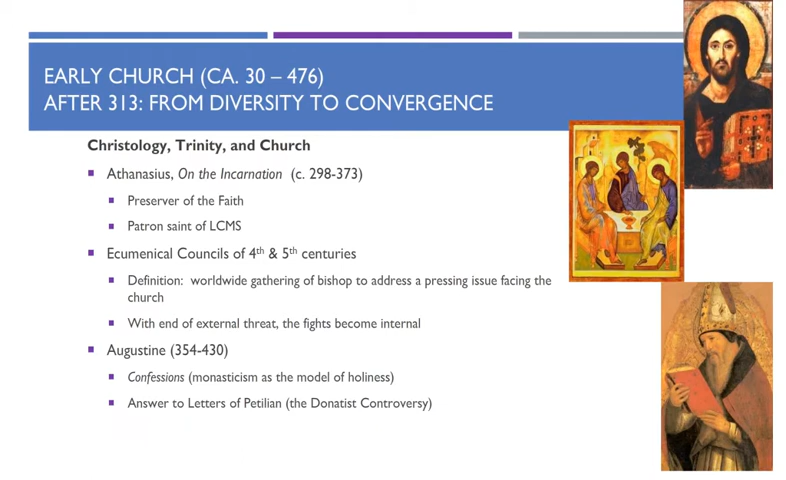 EARLY CHURCH (CA. 30 – 476)
AFTER 313: FROM DIVERSITY TO CONVERGENCE
Christology, Trinity, and Church
Athanasius, On the Incarnation (c. 298-373)
Preserver of the Faith
Patron saint of LCMS
Ecumenical Councils of 4th & 5th centuries
Definition: worldwide gathering of bishop to address a pressing issue facing the
church
With end of external threat, the fights become internal
Augustine (354-430)
Confessions (monasticism as the model of holiness)
Answer to Letters of Petilian (the Donatist Controversy)